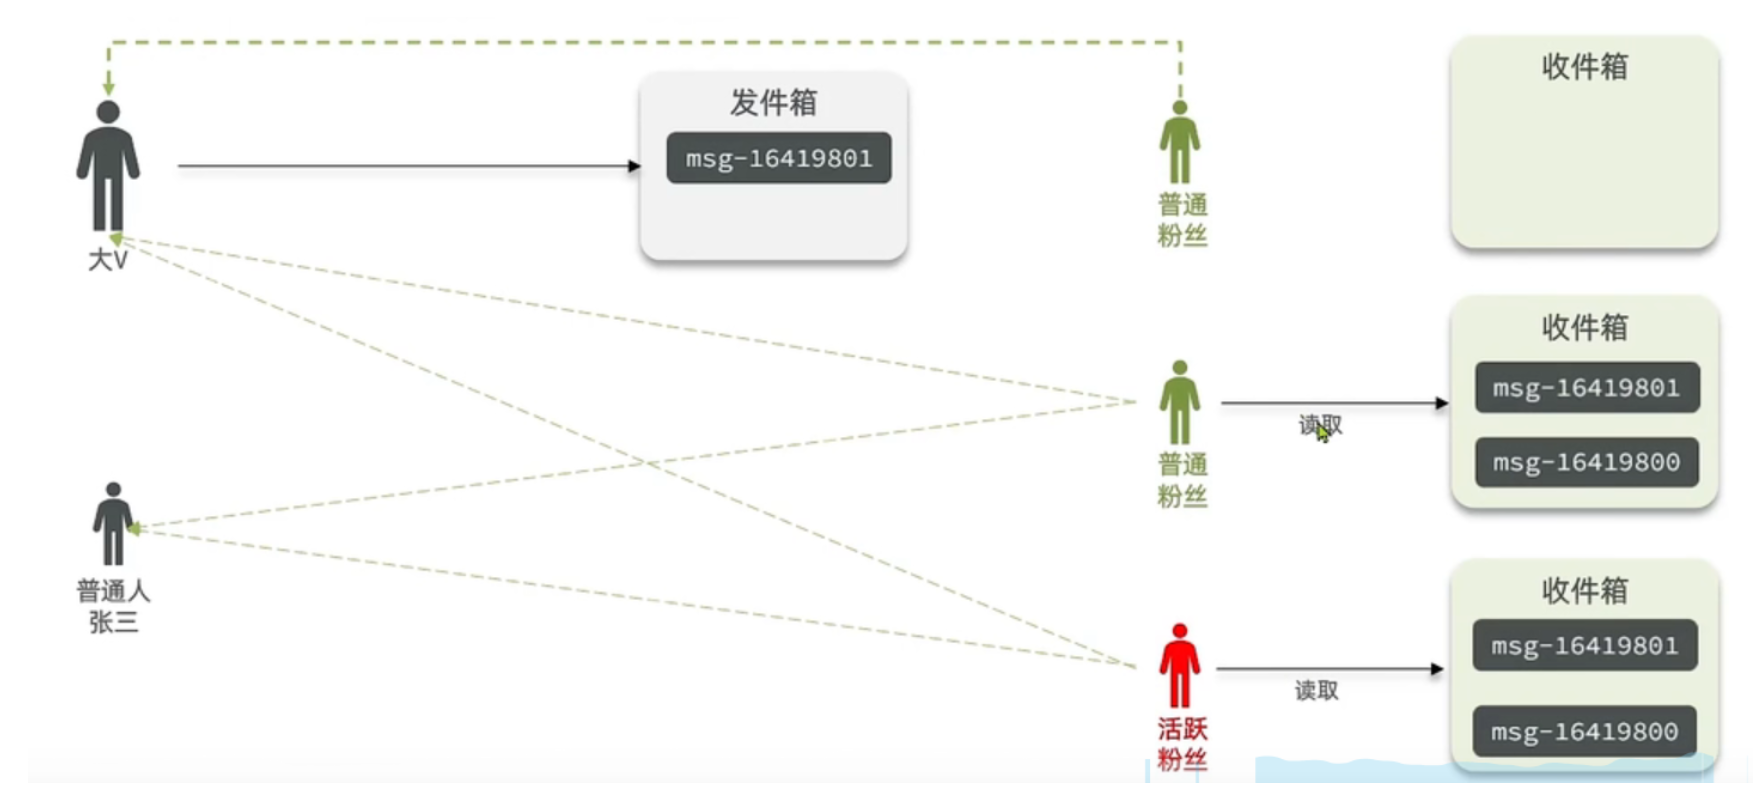 发件箱
msg-16419801
大V
普通人
张三
普通
粉丝
收件箱
普通
粉丝
读取
收件箱
msg-16419801
msg-16419800
活跃
粉丝
读取
收件箱
msg-16419801
msg-16419800